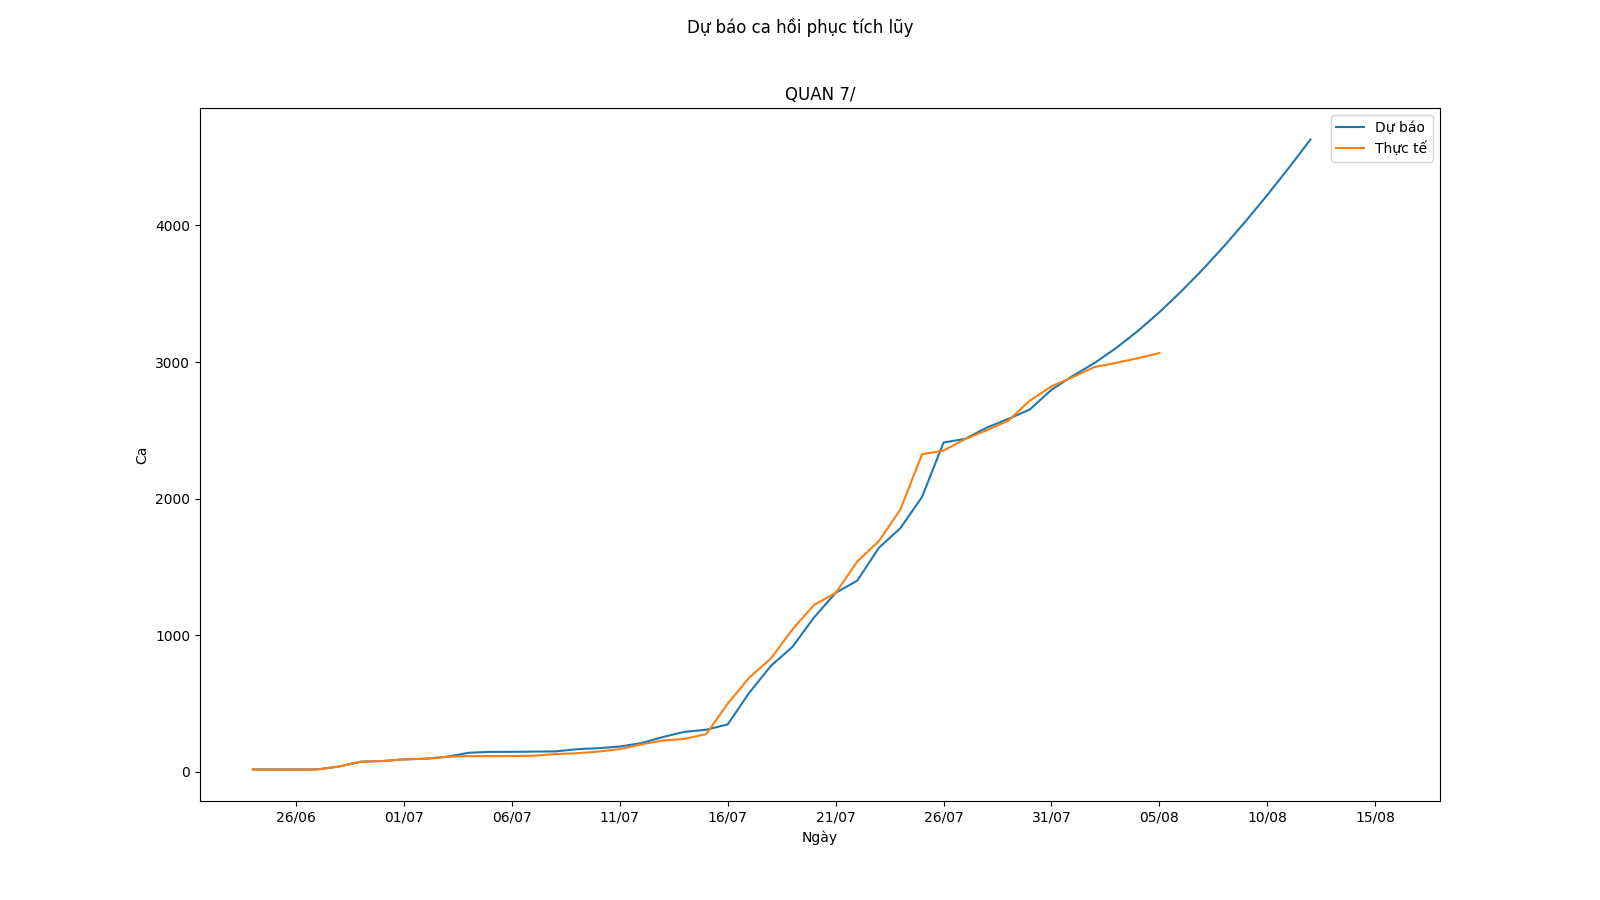 Dự báo ca hồi phục tích lũy
QUAN 7/
Dự báo
Thực tế
Ca
4000
3000
2000
1000
0
26/06 01/07 06/07 11/07 16/07 21/07 26/07 31/07 05/08 10/08 15/08
Ngày